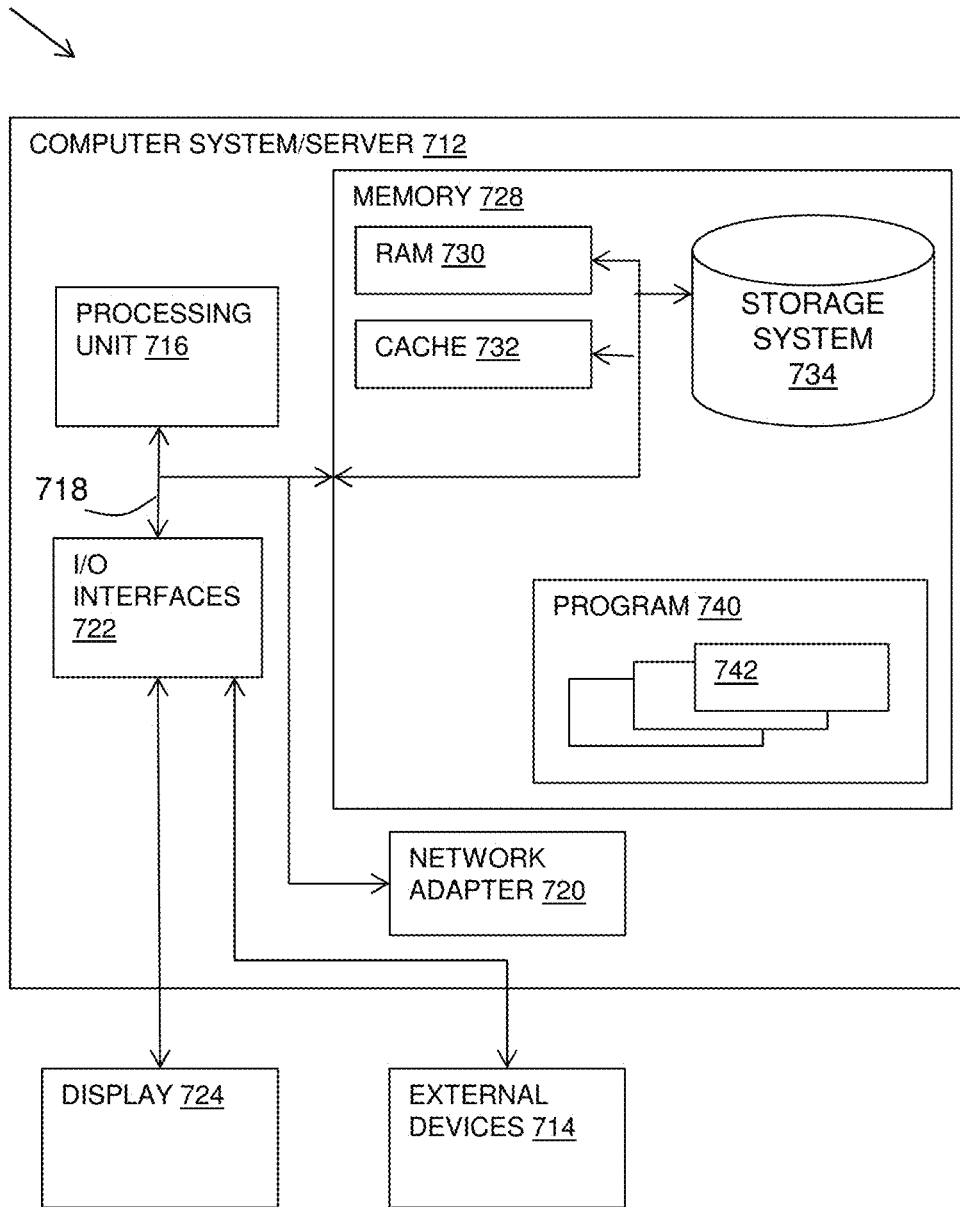 COMPUTER SYSTEM/SERVER 712
MEMORY 728
RAM 730
CACHE 732
STORAGE
SYSTEM
734
PROCESSING
UNIT 716
718
I/O
INTERFACES
722
PROGRAM 740
742
NETWORK
ADAPTER 720
DISPLAY 724
EXTERNAL
DEVICES 714